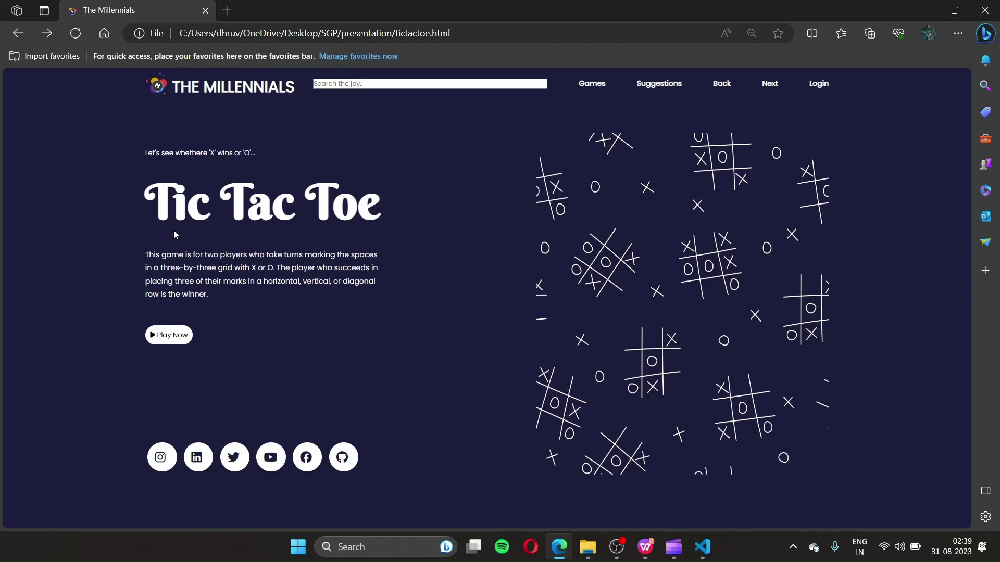 The Millennials
File
C:/Users/dhruv/OneDrive/Desktop/SGP/presentation/tictactoe.html
Import favorites
For quick access, place your favorites here on the favorites bar. Manage favorites now
M THE MILLENNIALS
Search the joy..
Games
Suggestions
Back
Next
Login
Let's see whethere 'X' wins or 'O'...
Tic Tac Toe
This game is for two players who take turns marking the spaces
in a three-by-three grid with X or O. The player who succeeds in
placing three of their marks in a horizontal, vertical, or diagonal
row is the winner.
Play Now
Search
ENG
IN
02:39
31-08-2023